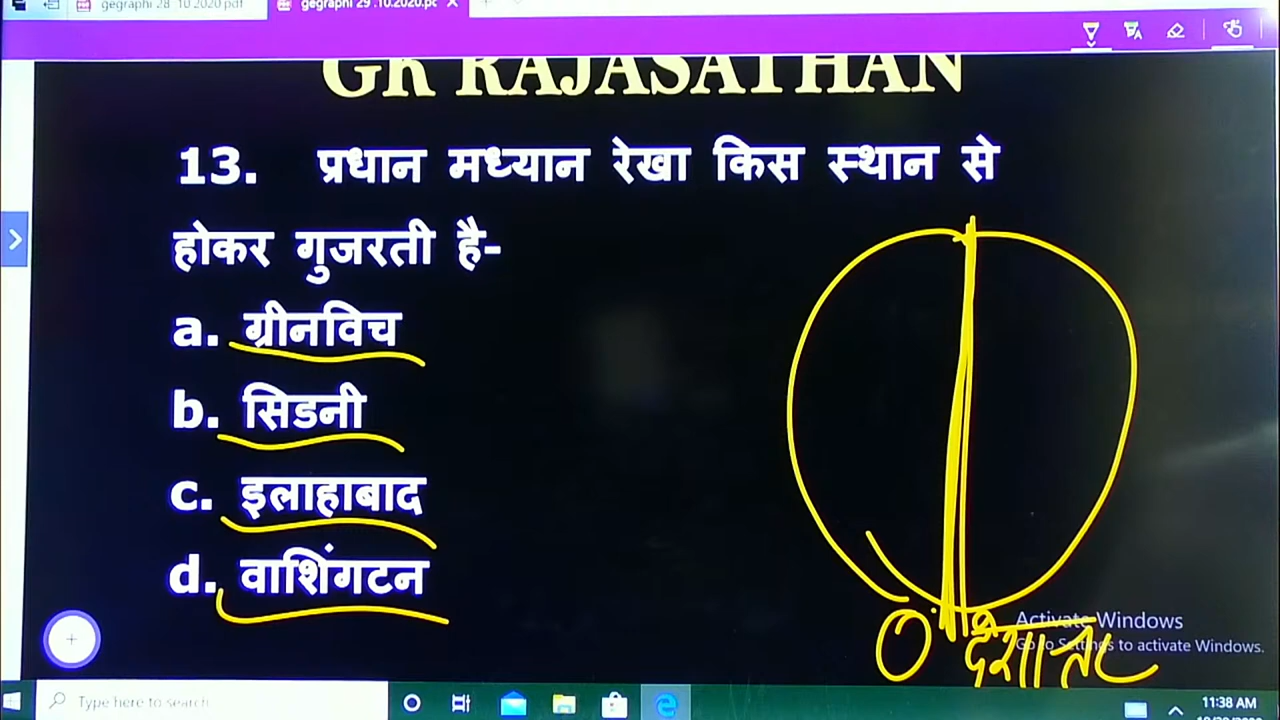 gegraphi 28 10.2020.pdf
gegraphi 29 .10.2020.pc
GK RAJASATHAN
13. प्रधान मध्यान रेखा किस स्थान से
होकर गुजरती है-
a. ग्रीनविच
b. सिडनी
c. इलाहाबाद
d. वाशिंगटन
0° देशान्तर
Activate Windows
Go to Settings to activate Windows.
Type here to search
11:38 AM